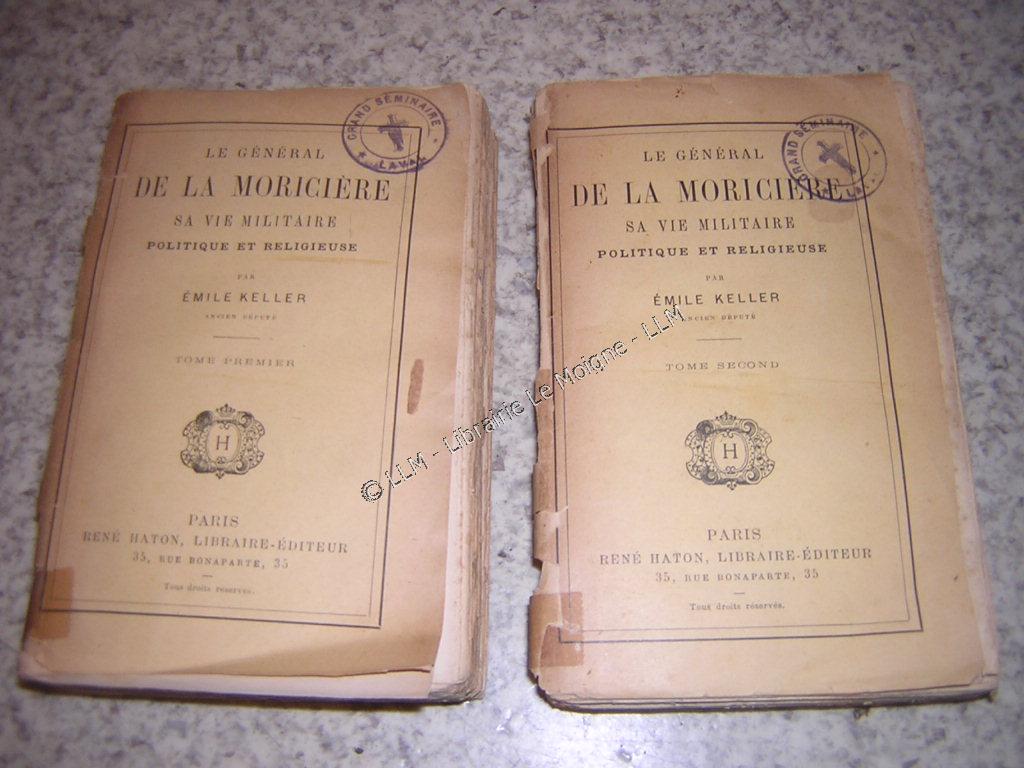 GRAND SÉMINAIRE
LAVAL
LE GÉNÉRAL
DE LA MORICIÈRE
SA VIE MILITAIRE
POLITIQUE ET RELIGIEUSE
PAR
ÉMILE KELLER
ANCIEN DÉPUTÉ
TOME PREMIER
H
PARIS
RENÉ HATON, LIBRAIRE-ÉDITEUR
35, RUE BONAPARTE, 35
Tous droits réservés.
GRAND SÉMINAIRE
LE GÉNÉRAL
DE LA MORICIÈRE
SA VIE MILITAIRE
POLITIQUE ET RELIGIEUSE
PAR
ÉMILE KELLER
ANCIEN DÉPUTÉ
TOME SECOND
H
PARIS
RENÉ HATON, LIBRAIRE-ÉDITEUR
35, RUE BONAPARTE, 35
Tous droits réservés.
© LLM - Librairie Le Moigne - LLM